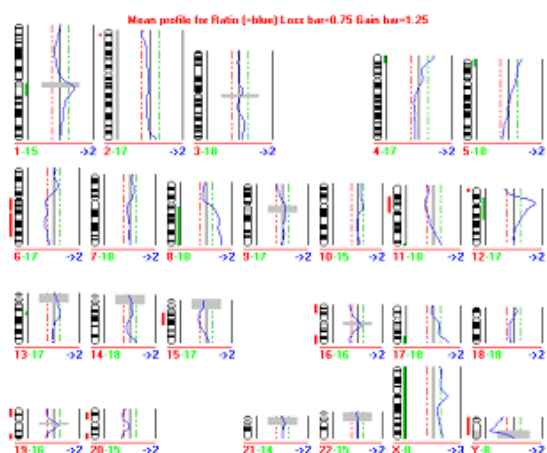 Mean profile for Ratio (=blue) Loss bar=0.75 Gain bar=1.25
1-15 ->2 2-17 ->2 3-18 ->2 4-17 ->2 5-18 ->2
6-17 ->2 7-18 ->2 8-18 ->2 9-17 ->2 10-15 ->2 11-18 ->2 12-17 ->2
13-17 ->2 14-18 ->2 15-17 ->2 16-16 ->2 17-18 ->2 18-18 ->2
19-16 ->2 20-15 ->2 21-14 ->2 22-15 ->2 X-8 ->3 Y-8 ->2